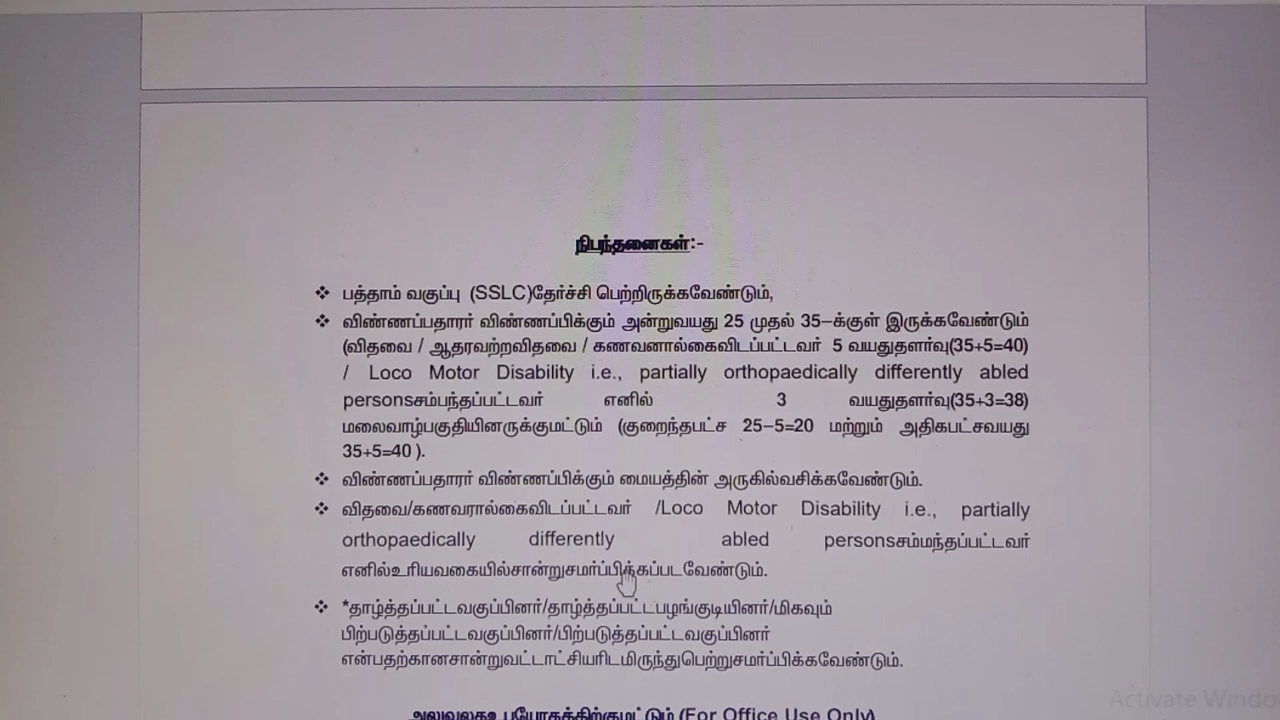 நிபந்தனைகள்:-
❖ பத்தாம் வகுப்பு (SSLC)தேர்ச்சி பெற்றிருக்கவேண்டும்,
❖ விண்ணப்பதாரர் விண்ணப்பிக்கும் அன்றுவயது 25 முதல் 35–க்குள் இருக்கவேண்டும்
(விதவை / ஆதரவற்றவிதவை / கணவனால்கைவிடப்பட்டவர் 5 வயதுதளர்வு(35+5=40)
/ Loco Motor Disability i.e., partially orthopaedically differently abled
personsசம்பந்தப்பட்டவர் எனில் 3 வயதுதளர்வு(35+3=38)
மலைவாழ்பகுதியினருக்குமட்டும் (குறைந்தபட்ச 25–5=20 மற்றும் அதிகபட்சவயது
35+5=40 ).
❖ விண்ணப்பதாரர் விண்ணப்பிக்கும் மையத்தின் அருகில்வசிக்கவேண்டும்.
❖ விதவை/கணவரால்கைவிடப்பட்டவர் /Loco Motor Disability i.e., partially
orthopaedically differently abled personsசம்மந்தப்பட்டவர்
எனில்உரியவகையில்சான்றுசமர்ப்பிக்கப்படவேண்டும்.
❖ *தாழ்த்தப்பட்டவகுப்பினர்/தாழ்த்தப்பட்டபழங்குடியினர்/மிகவும்
பிற்படுத்தப்பட்டவகுப்பினர்/பிற்படுத்தப்பட்டவகுப்பினர்
என்பதற்கானசான்றுவட்டாட்சியரிடமிருந்துபெற்றுசமர்ப்பிக்கவேண்டும்.
Activate Windo
அலுவலகஉபயோகத்திற்குமட்டும் (For Office Use Only)